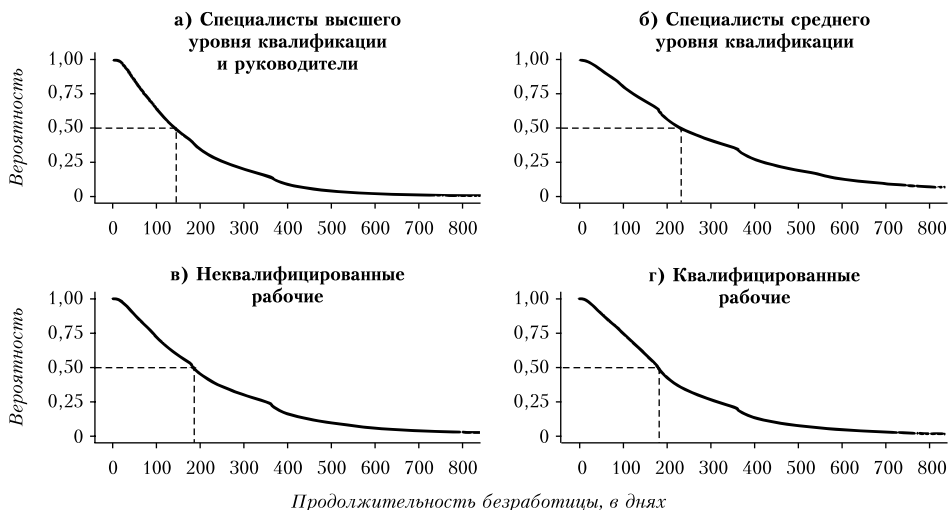 а) Специалисты высшего
уровня квалификации
и руководители
Вероятность
1,00
0,75
0,50
0,25
0
0 100 200 300 400 500 600 700 800
б) Специалисты среднего
уровня квалификации
1,00
0,75
0,50
0,25
0
0 100 200 300 400 500 600 700 800
в) Неквалифицированные
рабочие
Вероятность
1,00
0,75
0,50
0,25
0
0 100 200 300 400 500 600 700 800
г) Квалифицированные
рабочие
1,00
0,75
0,50
0,25
0
0 100 200 300 400 500 600 700 800
Продолжительность безработицы, в днях